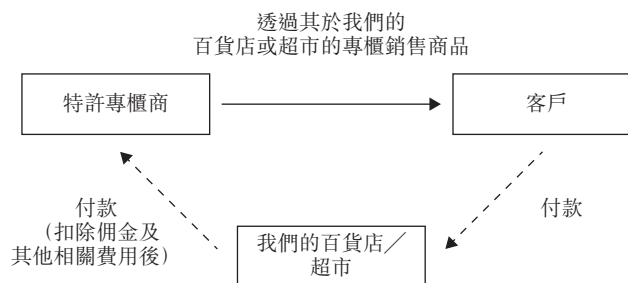 透過其於我們的
百貨店或超市的專櫃銷售商品
特許專櫃商
客戶
付款
(扣除佣金及
其他相關費用後)
付款
我們的百貨店／
超市